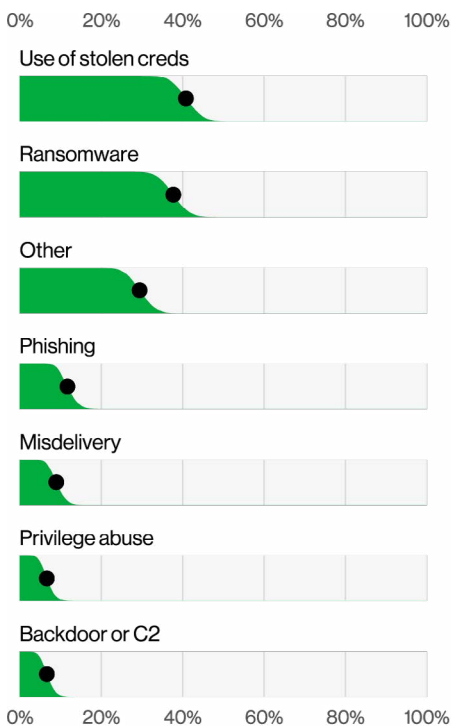 0% 20% 40% 60% 80% 100%
Use of stolen creds
Ransomware
Other
Phishing
Misdelivery
Privilege abuse
Backdoor or C2
0% 20% 40% 60% 80% 100%